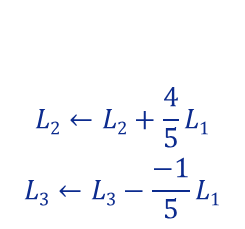 L₂ ← L₂ + 4/5 L₁
L₃ ← L₃ − −1/5 L₁